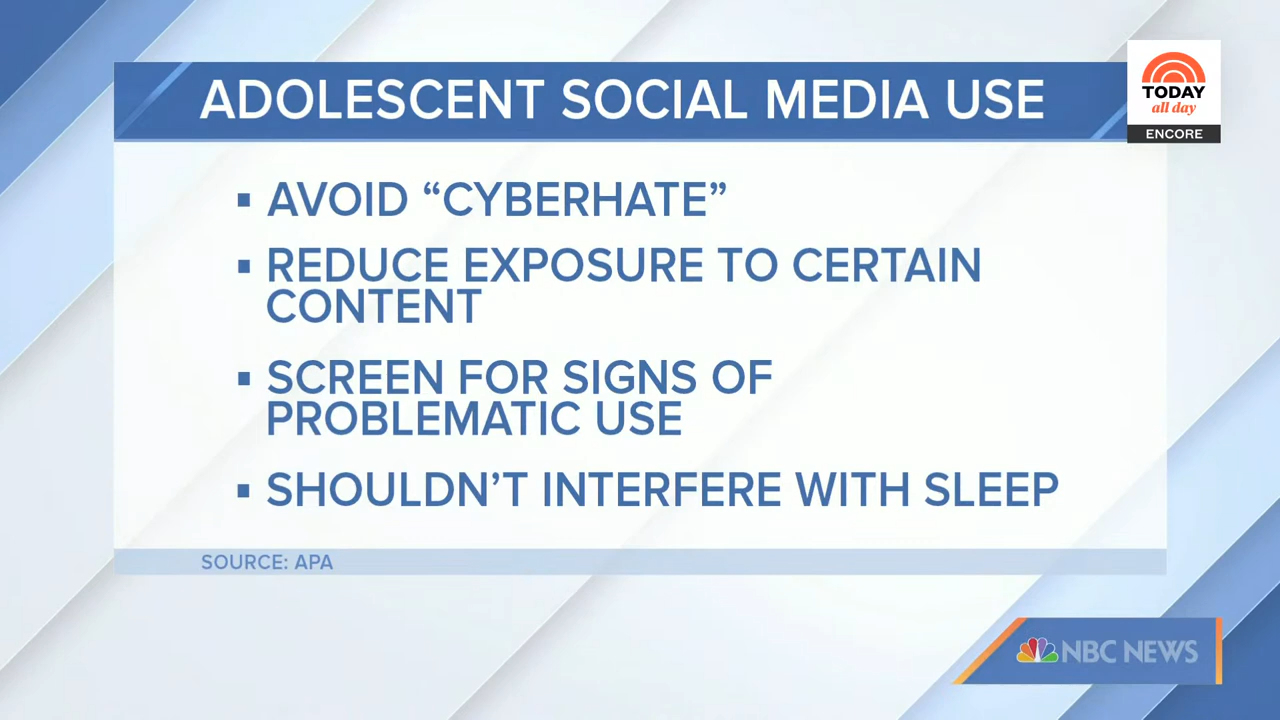 ADOLESCENT SOCIAL MEDIA USE
TODAY
all day
ENCORE
▪ AVOID “CYBERHATE”
▪ REDUCE EXPOSURE TO CERTAIN
CONTENT
▪ SCREEN FOR SIGNS OF
PROBLEMATIC USE
▪ SHOULDN’T INTERFERE WITH SLEEP
SOURCE: APA
NBC NEWS